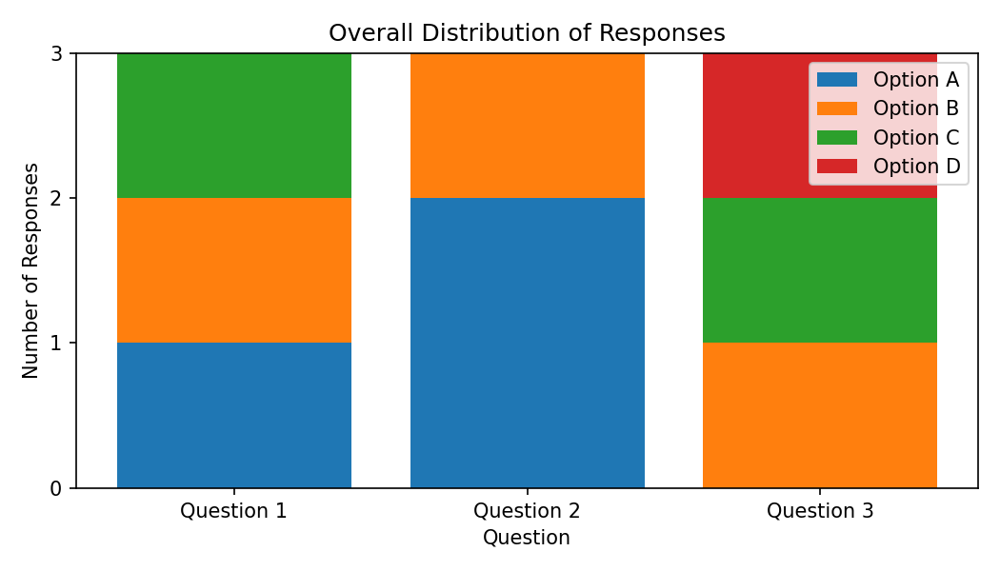 Overall Distribution of Responses
3
2
1
0
Number of Responses
Option A
Option B
Option C
Option D
Question 1
Question 2
Question 3
Question